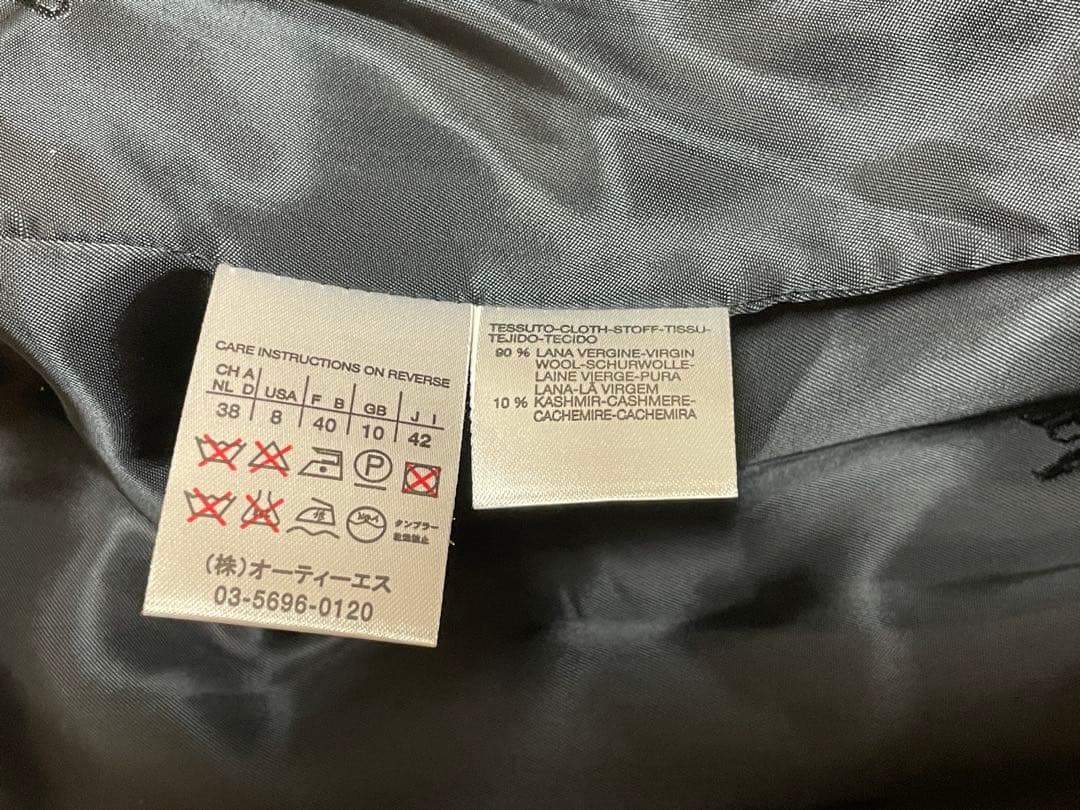 CARE INSTRUCTIONS ON REVERSE
CH A
NL D USA F B GB J I
38 8 40 10 42
P
タンブラー
乾燥禁止
(株)オーティーエス
03-5696-0120
TESSUTO-CLOTH-STOFF-TISSU-
TEJIDO-TECIDO
90 % LANA VERGINE-VIRGIN
WOOL-SCHURWOLLE-
LAINE VIERGE-PURA
LANA-LÃ VIRGEM
10 % KASHMIR-CASHMERE-
CACHEMIRE-CACHEMIRA